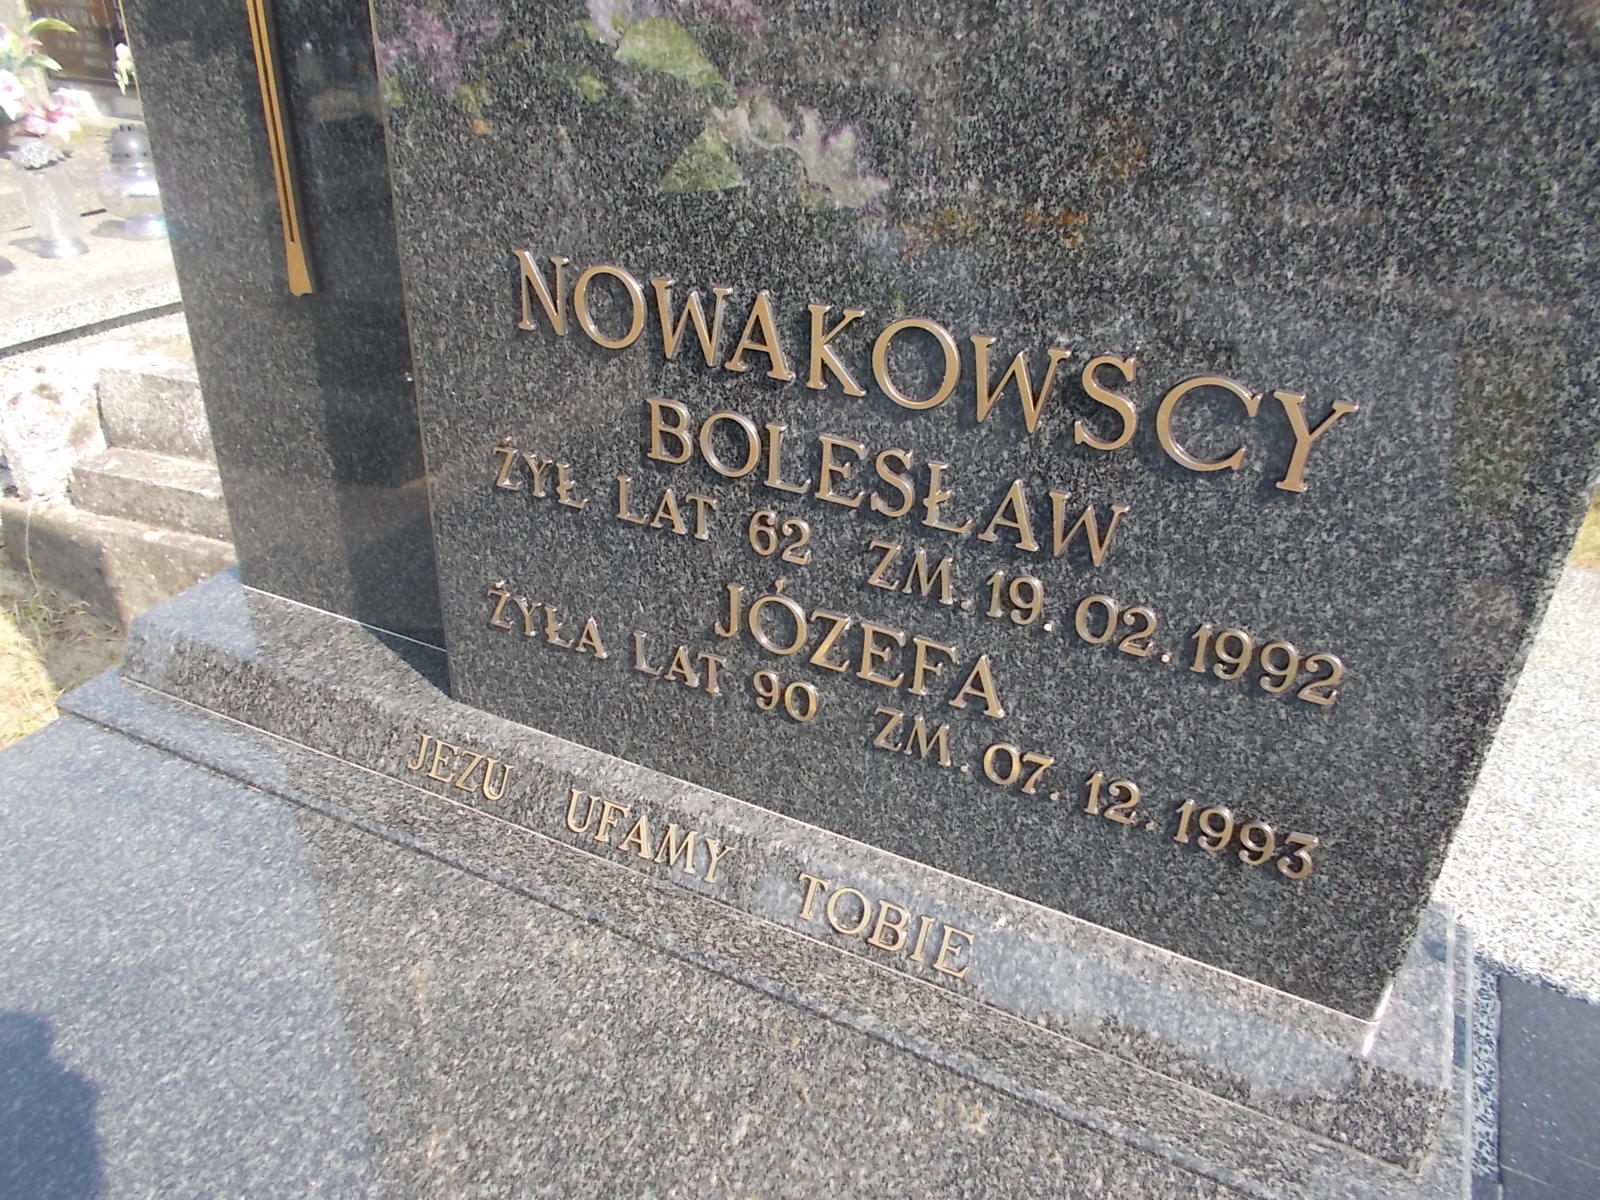 NOWAKOWSCY
BOLESŁAW
ŻYŁ LAT 62 ZM. 19. 02. 1992
JÓZEFA
ŻYŁA LAT 90 ZM. 07. 12. 1993
JEZU UFAMY TOBIE